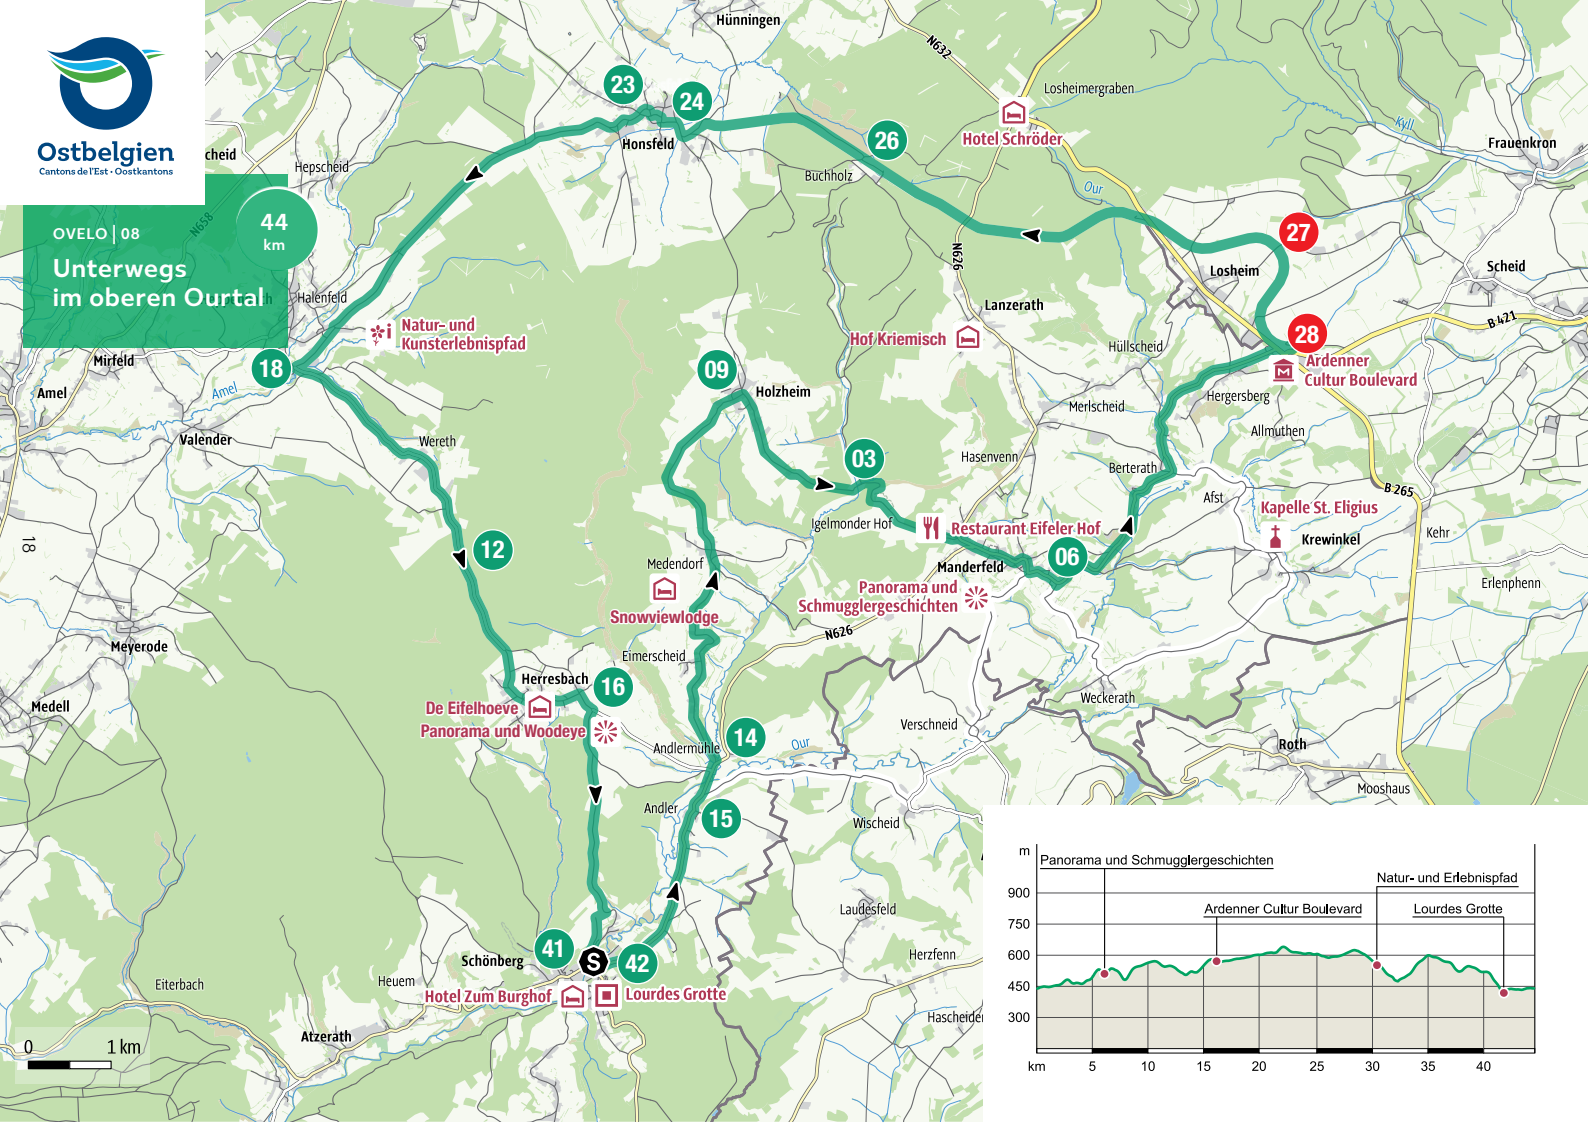 Ostbelgien
Cantons de l'Est • Oostkantons
OVELO | 08
Unterwegs
im oberen Ourtal
44
km
Hünningen
N632
Losheimergraben
Hotel Schröder
Kyll
Frauenkron
23
24
Honsfeld
26
Buchholz
Our
cheid
Hepscheid
N658
Halenfeld
Natur- und
Kunsterlebnispfad
27
Losheim
Scheid
N626
Lanzerath
Hof Kriemisch
28
B 421
Ardenner
Cultur Boulevard
Hüllscheid
Hergersberg
Merlscheid
Allmuthen
Mirfeld
18
Amel
Amel
Valender
Wereth
09
Holzheim
03
Hasenvenn
Berterath
Afst
B 265
Kapelle St. Eligius
Krewinkel
Kehr
Erlenphenn
Igelmonder Hof
Restaurant Eifeler Hof
06
Manderfeld
Panorama und
Schmugglergeschichten
12
18
Medendorf
Snowviewlodge
N626
Eimerscheid
Meyerode
Medell
Herresbach
16
De Eifelhoeve
Panorama und Woodeye
Weckerath
Verschneid
Roth
Andlermühle
14
Our
Mooshaus
Andler
15
Wischeid
Laudesfeld
Herzfenn
Hascheider
41
S
42
Schönberg
Heuem
Eiterbach
Hotel Zum Burghof
Lourdes Grotte
Atzerath
0
1 km
m
Panorama und Schmugglergeschichten
Natur- und Erlebnispfad
Ardenner Cultur Boulevard
Lourdes Grotte
900
750
600
450
300
km
5
10
15
20
25
30
35
40